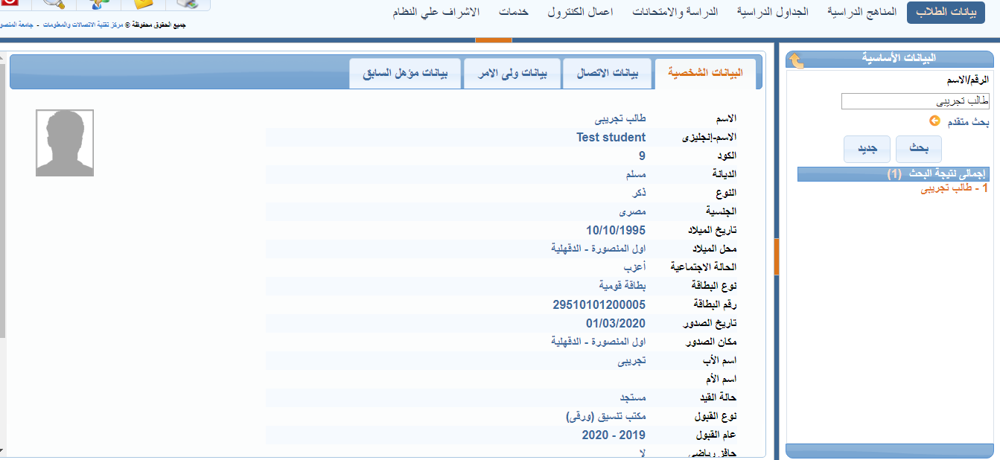 بيانات الطلاب المناهج الدراسية الجداول الدراسية الدراسة والامتحانات اعمال الكنترول خدمات الاشراف علي النظام
جميع الحقوق محفوظة © مركز تقنية الاتصالات والمعلومات - جامعة المنصو
البيانات الأساسية
الرقم/الاسم
طالب تجريبى
بحث متقدم
بحث جديد
إجمالى نتيجة البحث (1)
1 - طالب تجريبى
البيانات الشخصية بيانات الاتصال بيانات ولى الامر بيانات مؤهل السابق
الاسم طالب تجريبى
الاسم-إنجليزى Test student
الكود 9
الديانة مسلم
النوع ذكر
الجنسية مصرى
تاريخ الميلاد 10/10/1995
محل الميلاد اول المنصورة - الدقهلية
الحالة الاجتماعية أعزب
نوع البطاقة بطاقة قومية
رقم البطاقة 29510101200005
تاريخ الصدور 01/03/2020
مكان الصدور اول المنصورة - الدقهلية
اسم الأب تجريبى
اسم الأم
حالة القيد مستجد
نوع القبول مكتب تنسيق (ورقى)
عام القبول 2019 - 2020
حافز رياضى لا